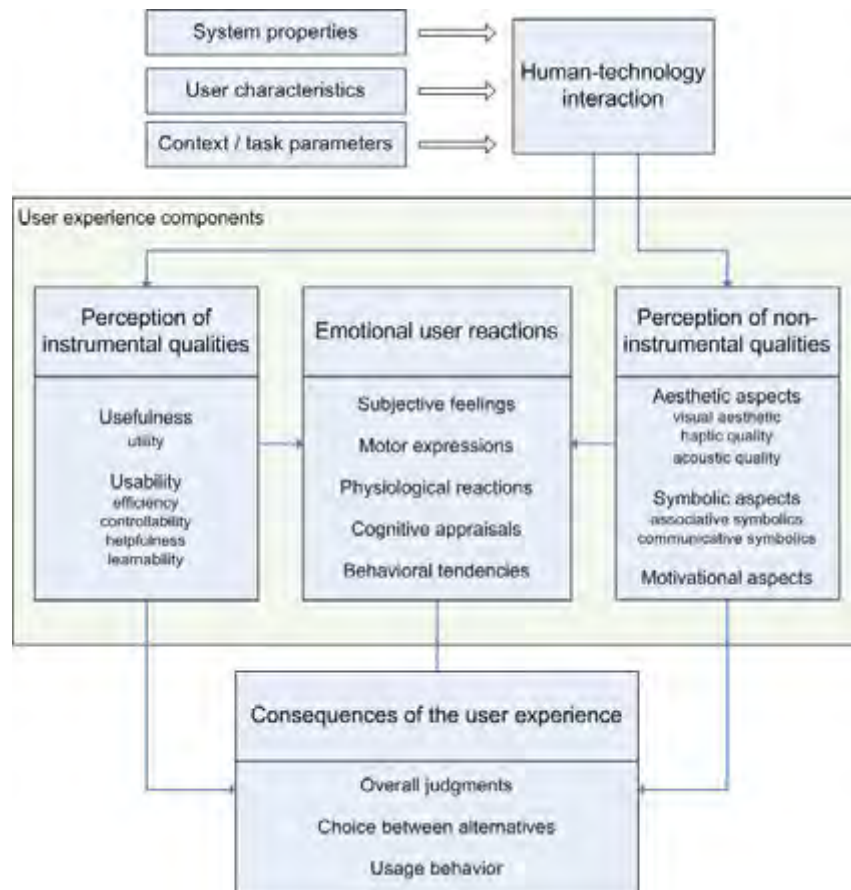 System properties
User characteristics
Context / task parameters
Human-technology
interaction
User experience components
Perception of
instrumental qualities
Usefulness
utility
Usability
efficiency
controllability
helpfulness
learnability
Emotional user reactions
Subjective feelings
Motor expressions
Physiological reactions
Cognitive appraisals
Behavioral tendencies
Perception of non-
instrumental qualities
Aesthetic aspects
visual aesthetic
haptic quality
acoustic quality
Symbolic aspects
associative symbolics
communicative symbolics
Motivational aspects
Consequences of the user experience
Overall judgments
Choice between alternatives
Usage behavior